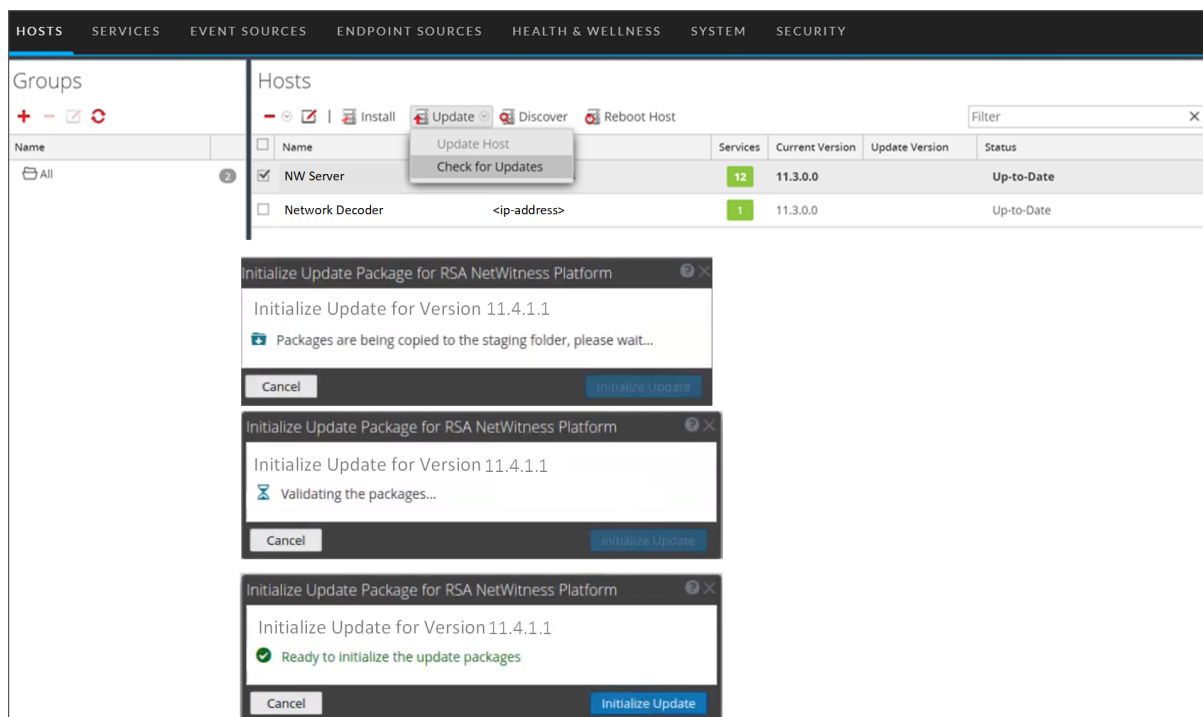 HOSTS SERVICES EVENT SOURCES ENDPOINT SOURCES HEALTH & WELLNESS SYSTEM SECURITY
Groups
Name
All 2
Hosts
Install Update Discover Reboot Host Filter
Update Host
Check for Updates
Name Services Current Version Update Version Status
NW Server 12 11.3.0.0 Up-to-Date
Network Decoder <ip-address> 1 11.3.0.0 Up-to-Date
Initialize Update Package for RSA NetWitness Platform
Initialize Update for Version 11.4.1.1
Packages are being copied to the staging folder, please wait...
Cancel Initialize Update
Initialize Update Package for RSA NetWitness Platform
Initialize Update for Version 11.4.1.1
Validating the packages...
Cancel Initialize Update
Initialize Update Package for RSA NetWitness Platform
Initialize Update for Version 11.4.1.1
Ready to initialize the update packages
Cancel Initialize Update